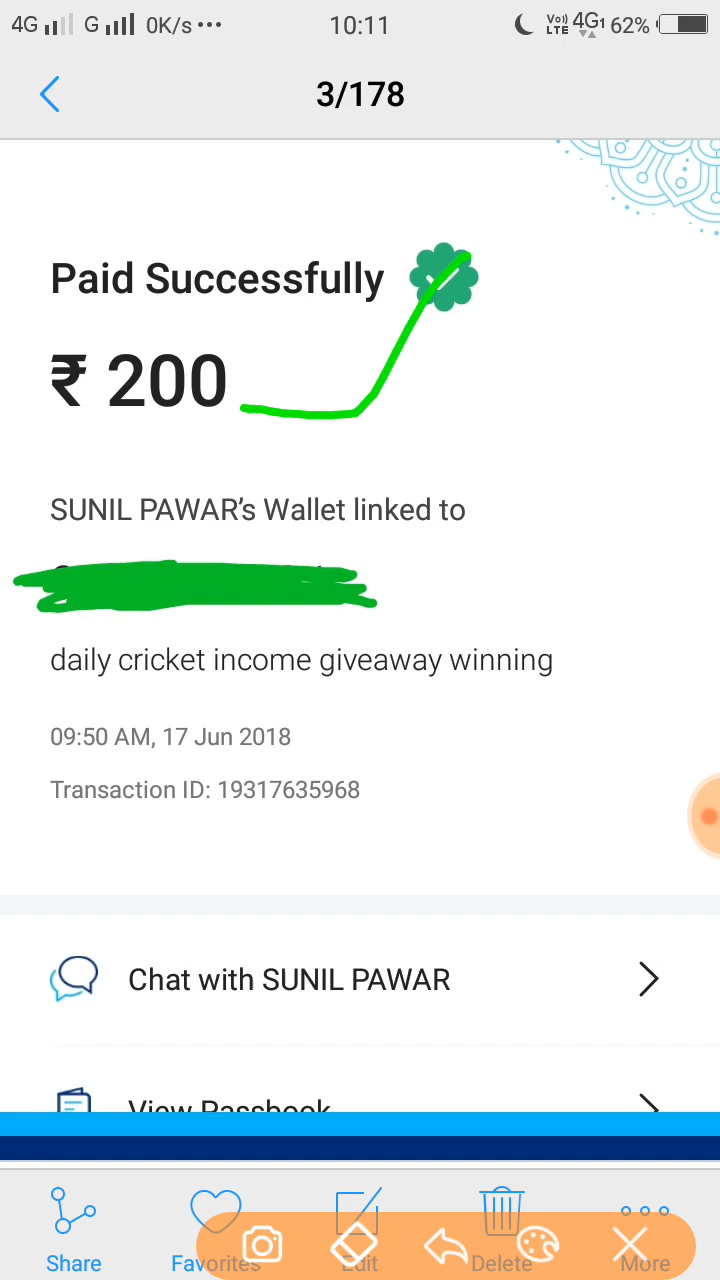 4G G 0K/s ••• 10:11 Vo)) LTE 4G1 62%
3/178
Paid Successfully
₹ 200
SUNIL PAWAR's Wallet linked to
daily cricket income giveaway winning
09:50 AM, 17 Jun 2018
Transaction ID: 19317635968
Chat with SUNIL PAWAR
View Passbook
Share Favorites Edit Delete More